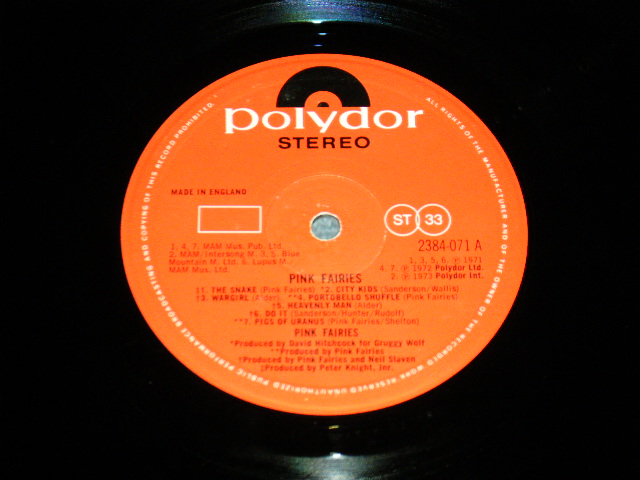 polydor
STEREO
MADE IN ENGLAND
ST 33
2384-071 A
1, 4, 7. MAM Mus. Pub. Ltd.
2, MAM/Intersong M. 3, 5. Blue
Mountain M. Ltd. 6. Lupus M.
MAM Mus. Ltd.
1, 3, 5, 6 ℗ 1971
4, 7. ℗ 1972 Polydor Ltd.
2. ℗ 1973 Polydor Int.
PINK FAIRIES
1. THE SNAKE (Pink Fairies) *2. CITY KIDS (Sanderson/Wallis)
†3. WARGIRL (Alder) **4. PORTOBELLO SHUFFLE (Pink Fairies)
†5. HEAVENLY MAN (Alder)
†6. DO IT (Sanderson/Hunter/Rudolf)
**7. PIGS OF URANUS (Pink Fairies/Shelton)
PINK FAIRIES
*Produced by David Hitchcock for Gruggy Wolf
**Produced by Pink Fairies
†Produced by Pink Fairies and Neil Slaven
‡Produced by Peter Knight, Jnr.
ALL RIGHTS OF THE MANUFACTURER AND OF THE OWNER OF THE RECORDED WORK RESERVED UNAUTHORIZED PUBLIC PERFORMANCE BROADCASTING AND COPYING OF THIS RECORD PROHIBITED